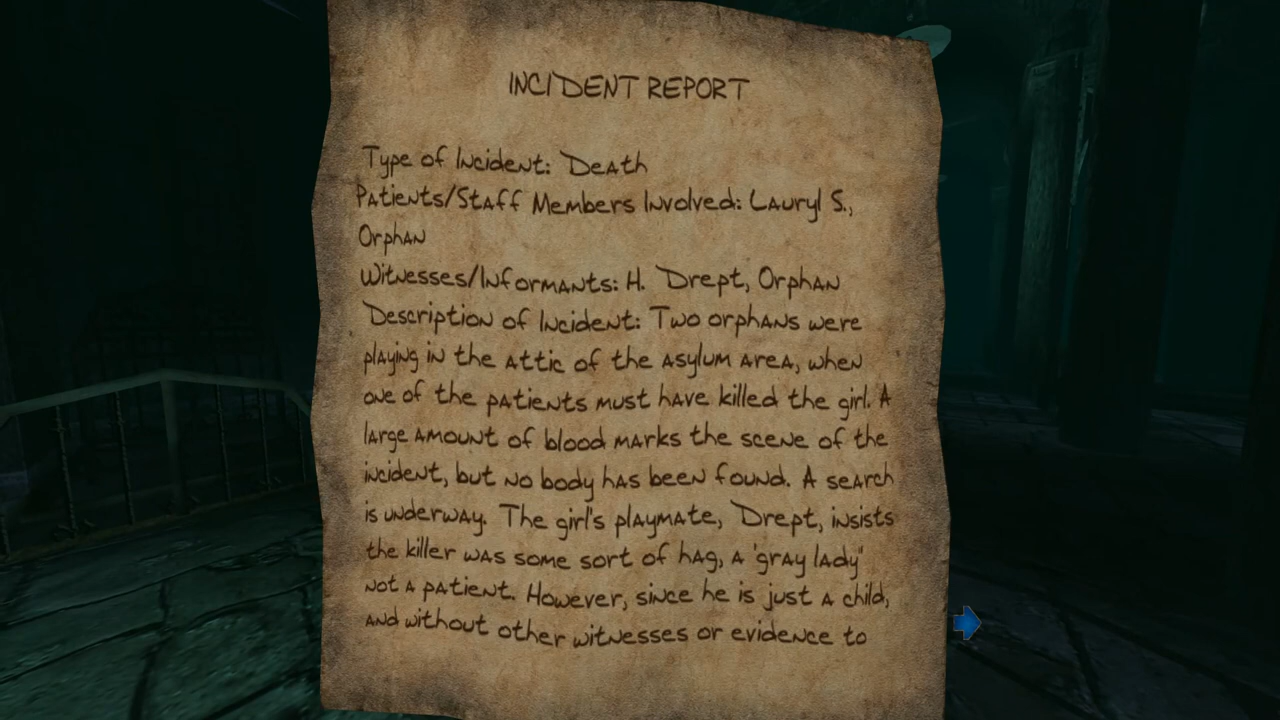 INCIDENT REPORT
Type of Incident: Death
Patients/Staff Members Involved: Lauryl S.,
Orphan
Witnesses/Informants: H. Drept, Orphan
Description of Incident: Two orphans were
playing in the attic of the asylum area, when
one of the patients must have killed the girl. A
large amount of blood marks the scene of the
incident, but no body has been found. A search
is underway. The girl's playmate, Drept, insists
the killer was some sort of hag, a 'gray lady'
not a patient. However, since he is just a child,
and without other witnesses or evidence to